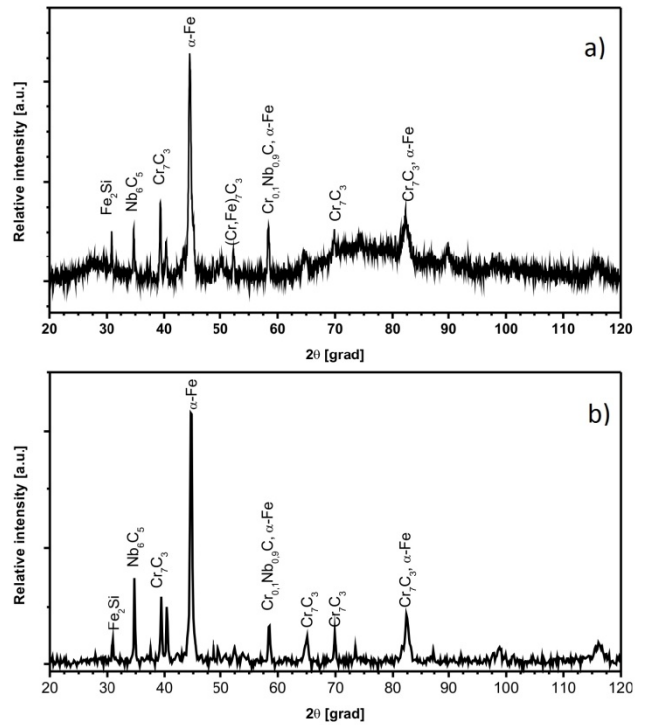 a)
Relative intensity [a.u.]
Fe₂Si
Nb₆C₅
Cr₇C₃
α-Fe
(Cr,Fe)₇C₃
Cr₀,₁Nb₀,₉C, α-Fe
Cr₇C₃
Cr₇C₃, α-Fe
20 30 40 50 60 70 80 90 100 110 120
2θ [grad]
b)
Relative intensity [a.u.]
Fe₂Si
Nb₆C₅
Cr₇C₃
α-Fe
Cr₀,₁Nb₀,₉C, α-Fe
Cr₇C₃
Cr₇C₃
Cr₇C₃, α-Fe
20 30 40 50 60 70 80 90 100 110 120
2θ [grad]